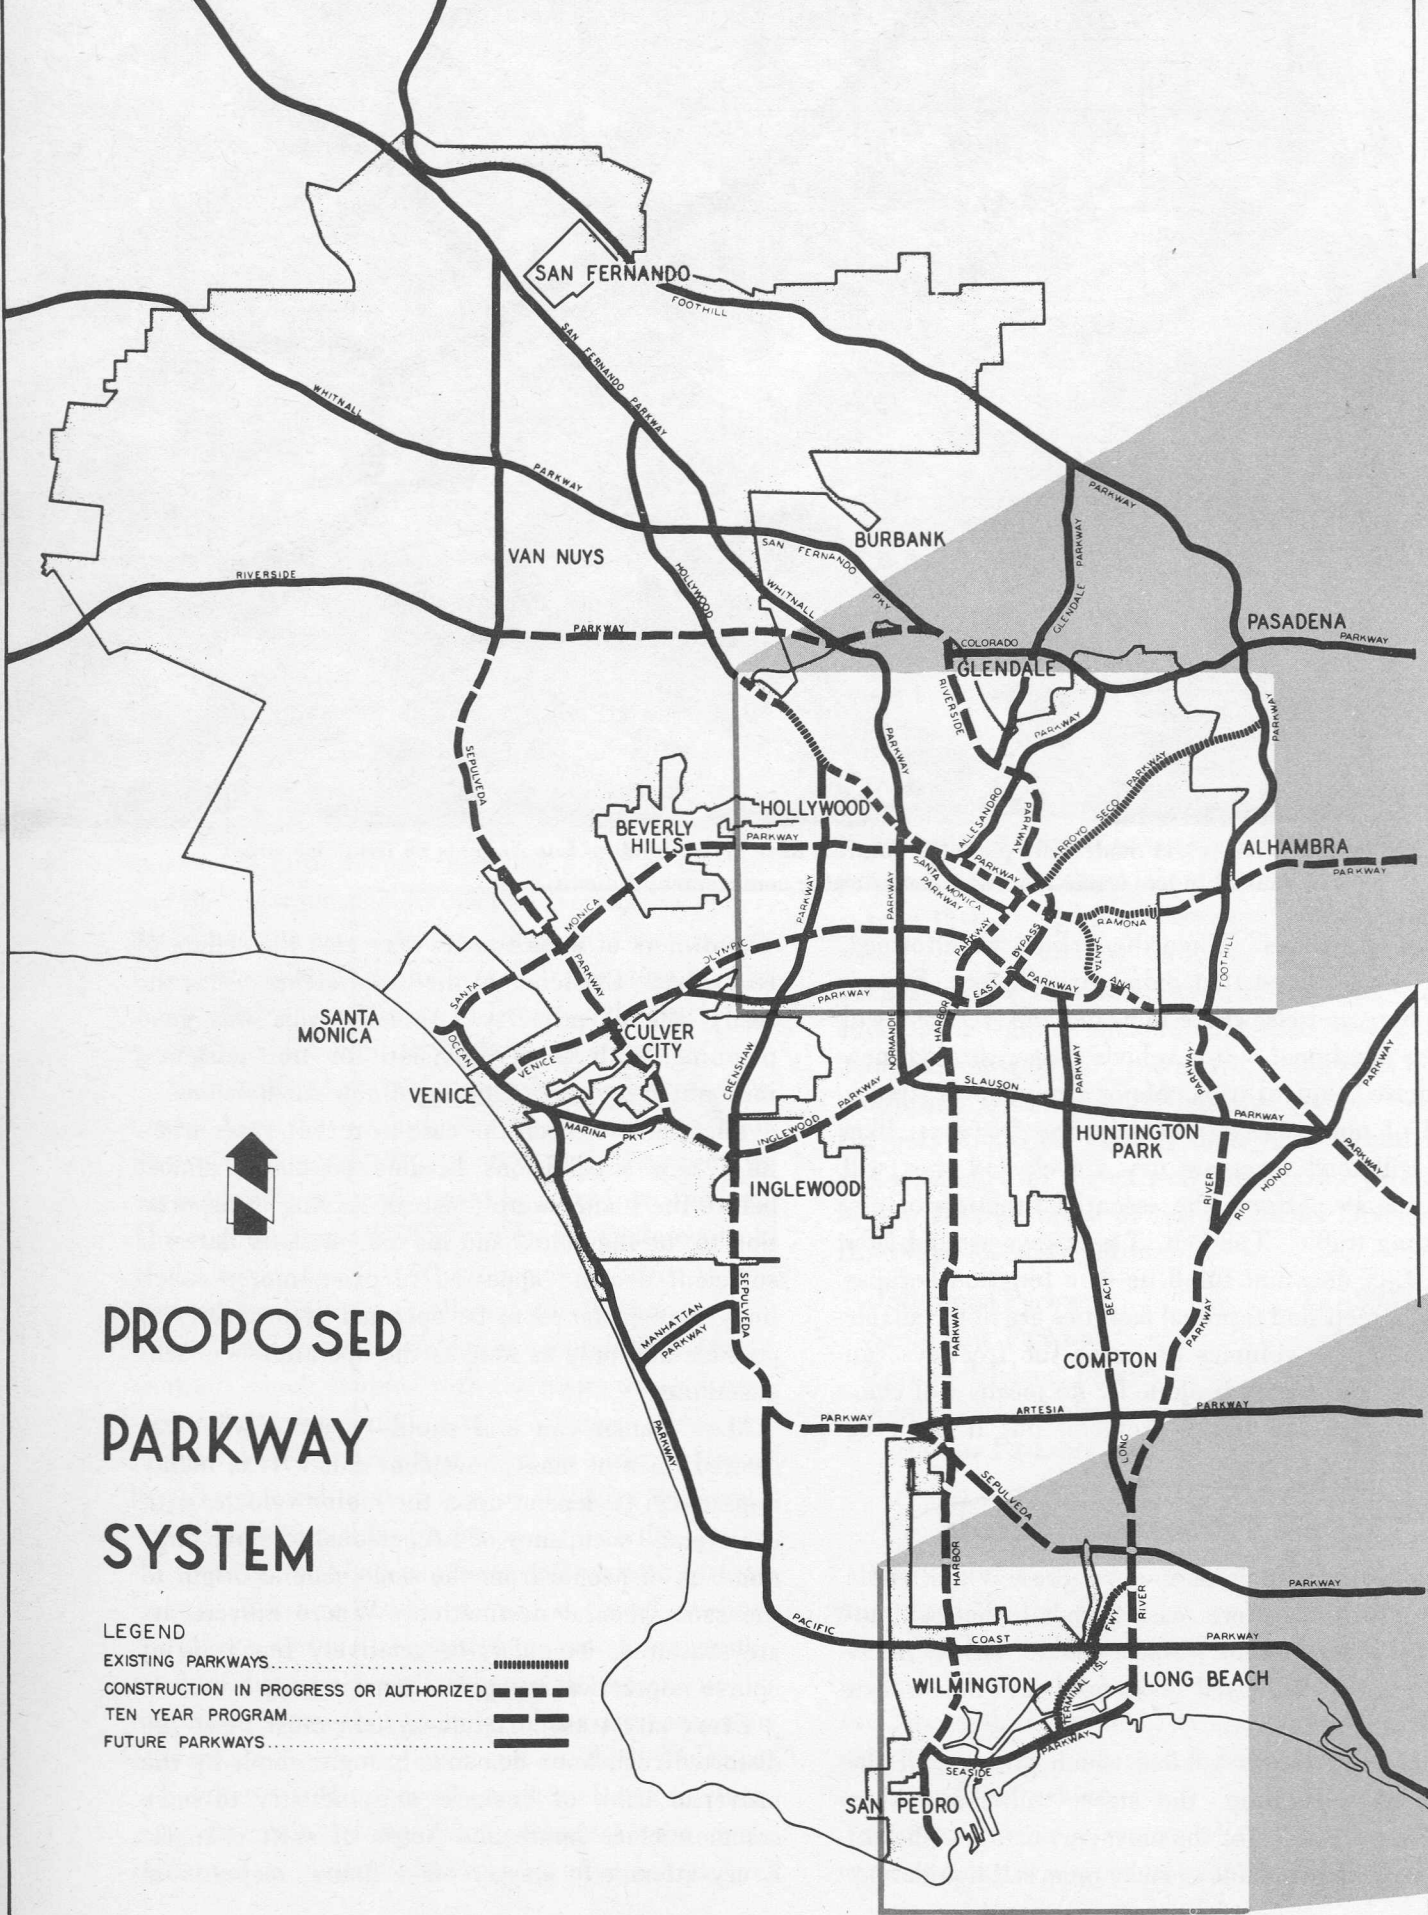 SAN FERNANDO
FOOTHILL
SAN FERNANDO PARKWAY
WHITNALL
PARKWAY
PARKWAY
BURBANK
SAN FERNANDO
PKY
VAN NUYS
HOLLYWOOD
WHITNALL
GLENDALE PARKWAY
RIVERSIDE
PARKWAY
PASADENA
PARKWAY
COLORADO
GLENDALE
RIVERSIDE
PARKWAY
PARKWAY
PARKWAY
SEPULVEDA
ARROYO SECO PARKWAY
HOLLYWOOD
ALLESANDRO
PARKWAY
BEVERLY
HILLS
PARKWAY
ALHAMBRA
PARKWAY
PARKWAY
SANTA MONICA
PARKWAY
PARKWAY
PARKWAY
MONICA
RAMONA
OLYMPIC
PARKWAY
BYPASS
SANTA
ANA
FOOTHILL
PARKWAY
SANTA
EAST
PARKWAY
PARKWAY
SANTA
MONICA
OCEAN
CULVER
CITY
VENICE
HARBOR
NORMANDIE
CRENSHAW
VENICE
PARKWAY
SLAUSON
PARKWAY
PARKWAY
PARKWAY
MARINA PKY
INGLEWOOD
PARKWAY
HUNTINGTON
PARK
PARKWAY
INGLEWOOD
RIVER
RIO HONDO
SEPULVEDA
MANHATTAN
PARKWAY
PARKWAY
BEACH
PARKWAY
COMPTON
PROPOSED
PARKWAY
SYSTEM
PARKWAY
PARKWAY
ARTESIA
PARKWAY
LONG
SEPULVEDA
HARBOR
PARKWAY
RIVER
FWY
PACIFIC
COAST
PARKWAY
ISL
TERMINAL
WILMINGTON
LONG BEACH
PARKWAY
SEASIDE
SAN PEDRO
LEGEND
EXISTING PARKWAYS
CONSTRUCTION IN PROGRESS OR AUTHORIZED
TEN YEAR PROGRAM
FUTURE PARKWAYS